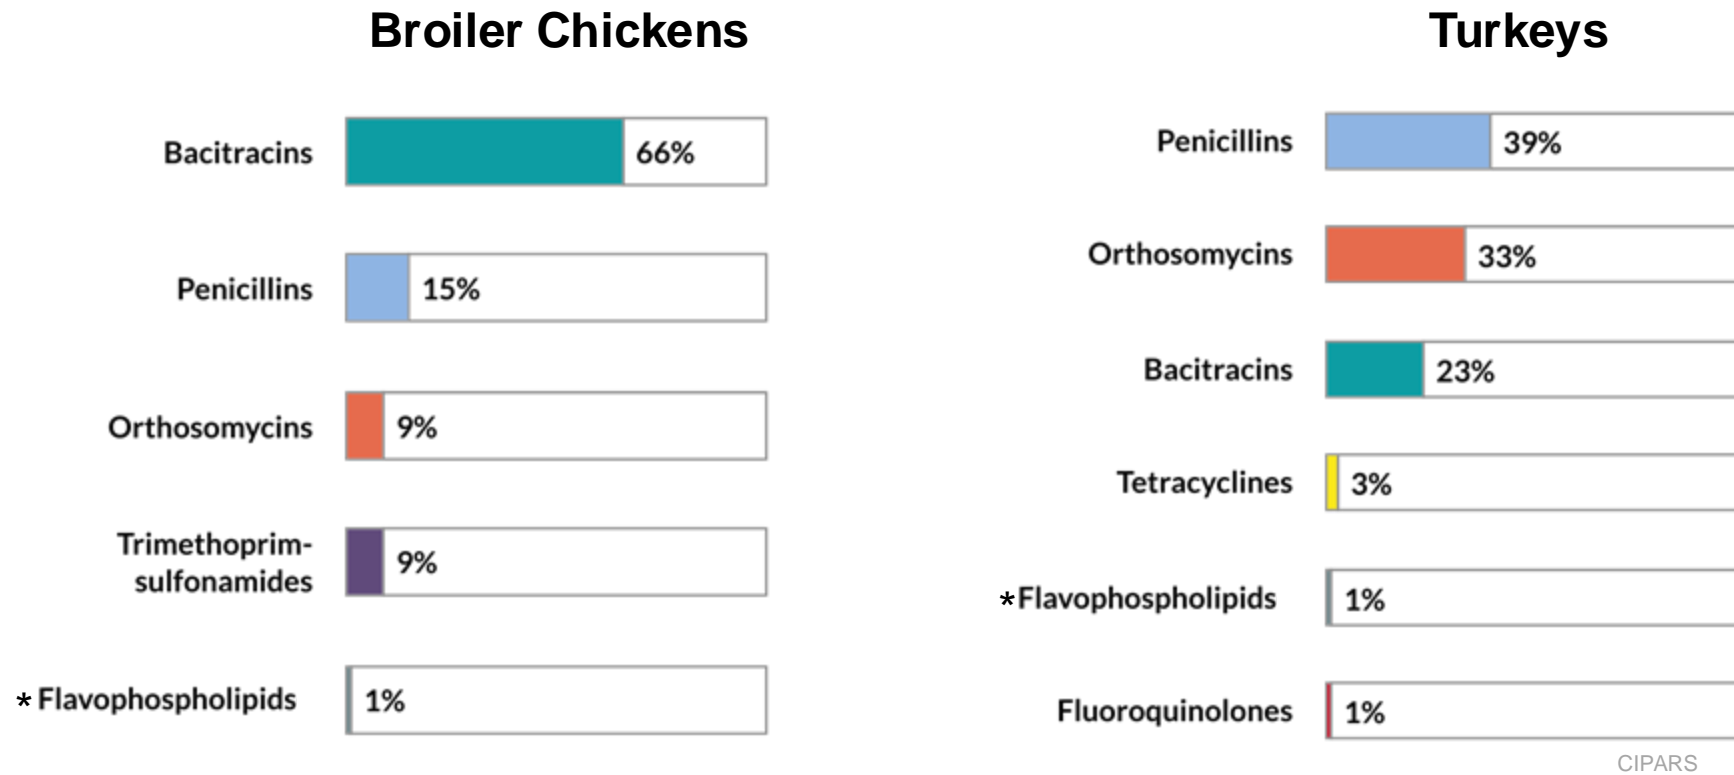 Broiler Chickens
Bacitracins 66%
Penicillins 15%
Orthosomycins 9%
Trimethoprim-
sulfonamides 9%
* Flavophospholipids 1%
Turkeys
Penicillins 39%
Orthosomycins 33%
Bacitracins 23%
Tetracyclines 3%
*Flavophospholipids 1%
Fluoroquinolones 1%
CIPARS